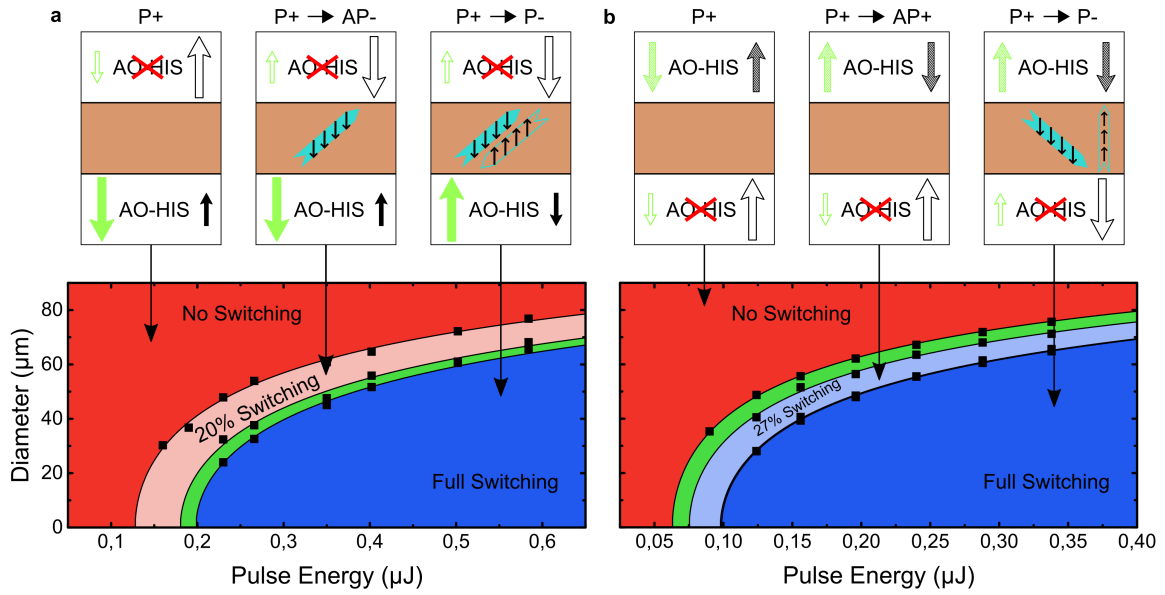 a
P+
P+ → AP-
P+ → P-
AO-HIS
AO-HIS
AO-HIS
AO-HIS
AO-HIS
AO-HIS
No Switching
20% Switching
Full Switching
80
60
40
20
0
Diameter (µm)
0,1
0,2
0,3
0,4
0,5
0,6
Pulse Energy (µJ)
b
P+
P+ → AP+
P+ → P-
AO-HIS
AO-HIS
AO-HIS
AO-HIS
AO-HIS
AO-HIS
No Switching
27% Switching
Full Switching
0,05
0,10
0,15
0,20
0,25
0,30
0,35
0,40
Pulse Energy (µJ)